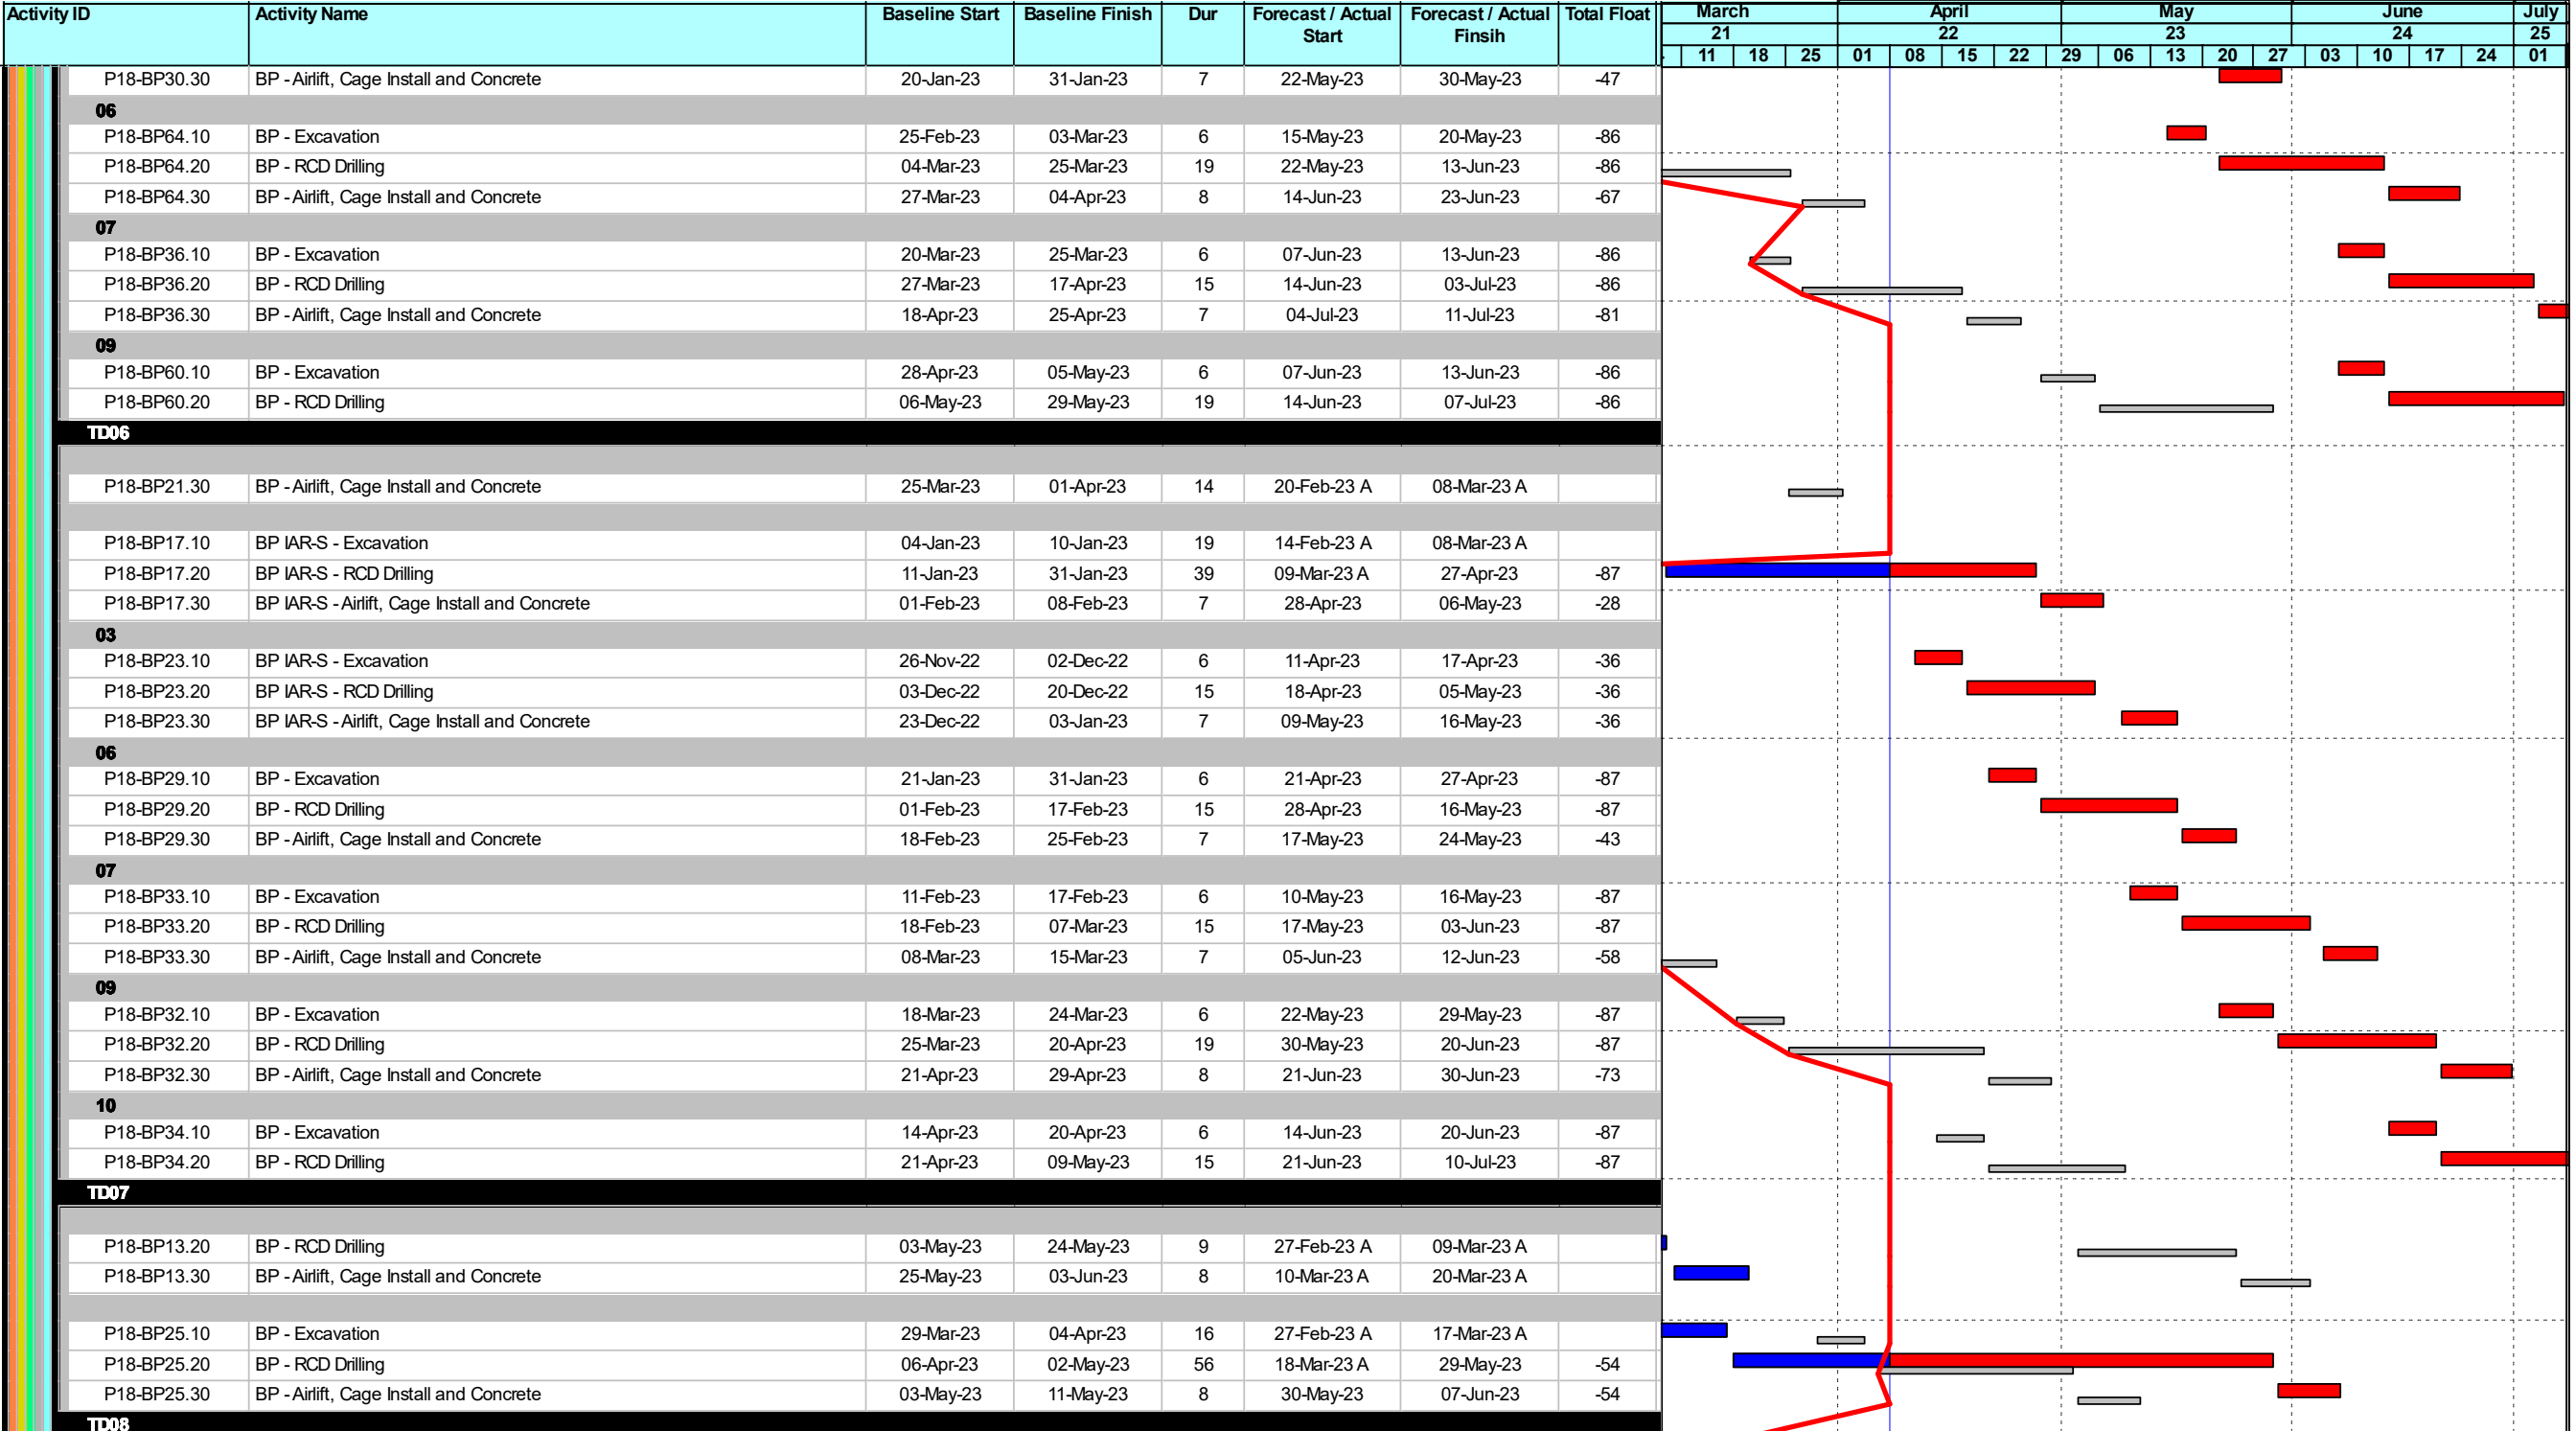 Activity ID Activity Name Baseline Start Baseline Finish Dur Forecast / Actual Start Forecast / Actual Finsih Total Float March April May June July
21 22 23 24 25
11 18 25 01 08 15 22 29 06 13 20 27 03 10 17 24 01
P18-BP30.30 BP - Airlift, Cage Install and Concrete 20-Jan-23 31-Jan-23 7 22-May-23 30-May-23 -47
06
P18-BP64.10 BP - Excavation 25-Feb-23 03-Mar-23 6 15-May-23 20-May-23 -86
P18-BP64.20 BP - RCD Drilling 04-Mar-23 25-Mar-23 19 22-May-23 13-Jun-23 -86
P18-BP64.30 BP - Airlift, Cage Install and Concrete 27-Mar-23 04-Apr-23 8 14-Jun-23 23-Jun-23 -67
07
P18-BP36.10 BP - Excavation 20-Mar-23 25-Mar-23 6 07-Jun-23 13-Jun-23 -86
P18-BP36.20 BP - RCD Drilling 27-Mar-23 17-Apr-23 15 14-Jun-23 03-Jul-23 -86
P18-BP36.30 BP - Airlift, Cage Install and Concrete 18-Apr-23 25-Apr-23 7 04-Jul-23 11-Jul-23 -81
09
P18-BP60.10 BP - Excavation 28-Apr-23 05-May-23 6 07-Jun-23 13-Jun-23 -86
P18-BP60.20 BP - RCD Drilling 06-May-23 29-May-23 19 14-Jun-23 07-Jul-23 -86
TD06
P18-BP21.30 BP - Airlift, Cage Install and Concrete 25-Mar-23 01-Apr-23 14 20-Feb-23 A 08-Mar-23 A
P18-BP17.10 BP IAR-S - Excavation 04-Jan-23 10-Jan-23 19 14-Feb-23 A 08-Mar-23 A
P18-BP17.20 BP IAR-S - RCD Drilling 11-Jan-23 31-Jan-23 39 09-Mar-23 A 27-Apr-23 -87
P18-BP17.30 BP IAR-S - Airlift, Cage Install and Concrete 01-Feb-23 08-Feb-23 7 28-Apr-23 06-May-23 -28
03
P18-BP23.10 BP IAR-S - Excavation 26-Nov-22 02-Dec-22 6 11-Apr-23 17-Apr-23 -36
P18-BP23.20 BP IAR-S - RCD Drilling 03-Dec-22 20-Dec-22 15 18-Apr-23 05-May-23 -36
P18-BP23.30 BP IAR-S - Airlift, Cage Install and Concrete 23-Dec-22 03-Jan-23 7 09-May-23 16-May-23 -36
06
P18-BP29.10 BP - Excavation 21-Jan-23 31-Jan-23 6 21-Apr-23 27-Apr-23 -87
P18-BP29.20 BP - RCD Drilling 01-Feb-23 17-Feb-23 15 28-Apr-23 16-May-23 -87
P18-BP29.30 BP - Airlift, Cage Install and Concrete 18-Feb-23 25-Feb-23 7 17-May-23 24-May-23 -43
07
P18-BP33.10 BP - Excavation 11-Feb-23 17-Feb-23 6 10-May-23 16-May-23 -87
P18-BP33.20 BP - RCD Drilling 18-Feb-23 07-Mar-23 15 17-May-23 03-Jun-23 -87
P18-BP33.30 BP - Airlift, Cage Install and Concrete 08-Mar-23 15-Mar-23 7 05-Jun-23 12-Jun-23 -58
09
P18-BP32.10 BP - Excavation 18-Mar-23 24-Mar-23 6 22-May-23 29-May-23 -87
P18-BP32.20 BP - RCD Drilling 25-Mar-23 20-Apr-23 19 30-May-23 20-Jun-23 -87
P18-BP32.30 BP - Airlift, Cage Install and Concrete 21-Apr-23 29-Apr-23 8 21-Jun-23 30-Jun-23 -73
10
P18-BP34.10 BP - Excavation 14-Apr-23 20-Apr-23 6 14-Jun-23 20-Jun-23 -87
P18-BP34.20 BP - RCD Drilling 21-Apr-23 09-May-23 15 21-Jun-23 10-Jul-23 -87
TD07
P18-BP13.20 BP - RCD Drilling 03-May-23 24-May-23 9 27-Feb-23 A 09-Mar-23 A
P18-BP13.30 BP - Airlift, Cage Install and Concrete 25-May-23 03-Jun-23 8 10-Mar-23 A 20-Mar-23 A
P18-BP25.10 BP - Excavation 29-Mar-23 04-Apr-23 16 27-Feb-23 A 17-Mar-23 A
P18-BP25.20 BP - RCD Drilling 06-Apr-23 02-May-23 56 18-Mar-23 A 29-May-23 -54
P18-BP25.30 BP - Airlift, Cage Install and Concrete 03-May-23 11-May-23 8 30-May-23 07-Jun-23 -54
TD08